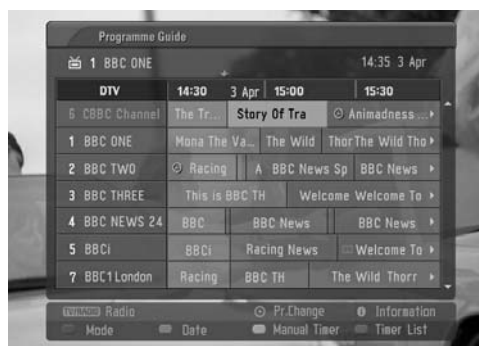 Programme Guide
1 BBC ONE 14:35 3 Apr
DTV 14:30 3 Apr 15:00 15:30
6 CBBC Channel The Tr... Story Of Tra Animadness ...
1 BBC ONE Mona The Va... The Wild Thor The Wild Tho
2 BBC TWO Racing A BBC News Sp BBC News
3 BBC THREE This is BBC TH Welcome Welcome To
4 BBC NEWS 24 BBC BBC News BBC News
5 BBCi BBCi Racing News Welcome To
7 BBC1 London Racing BBC TH The Wild Thorr
TV/RADIO Radio Pr.Change Information
Mode Date Manual Timer Timer List